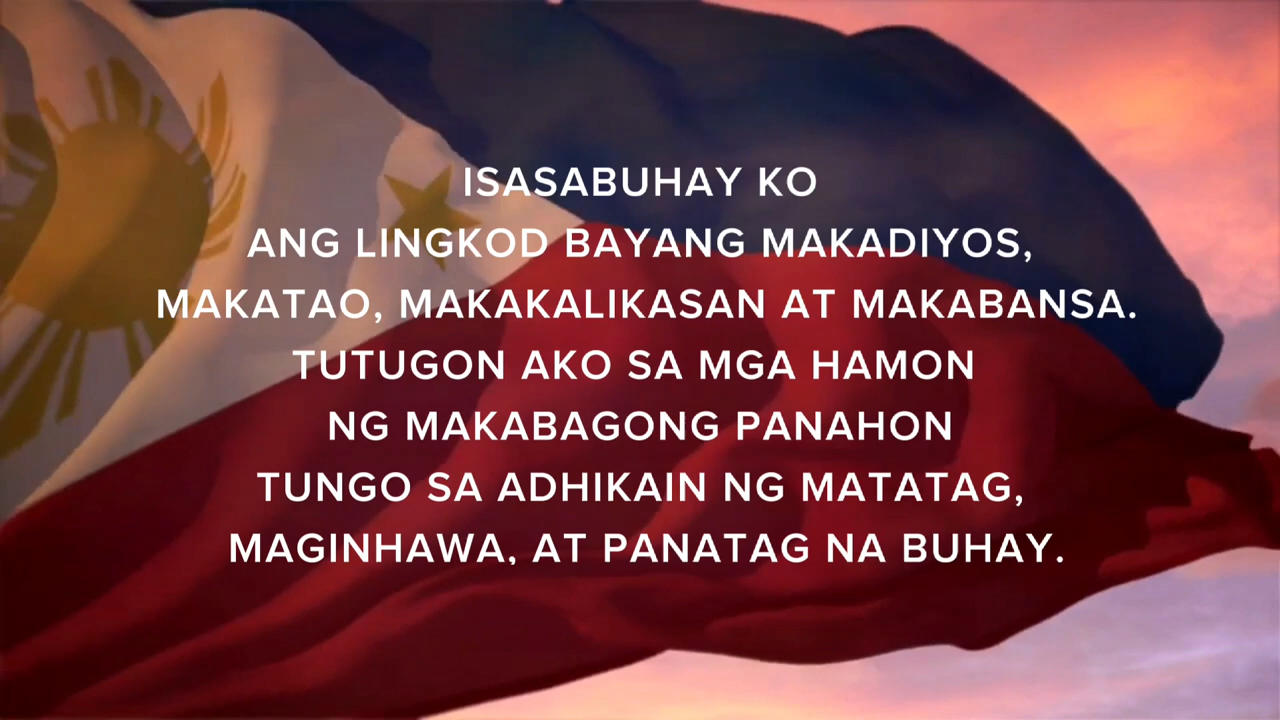 ISASABUHAY KO
ANG LINGKOD BAYANG MAKADIYOS,
MAKATAO, MAKAKALIKASAN AT MAKABANSA.
TUTUGON AKO SA MGA HAMON
NG MAKABAGONG PANAHON
TUNGO SA ADHIKAIN NG MATATAG,
MAGINHAWA, AT PANATAG NA BUHAY.